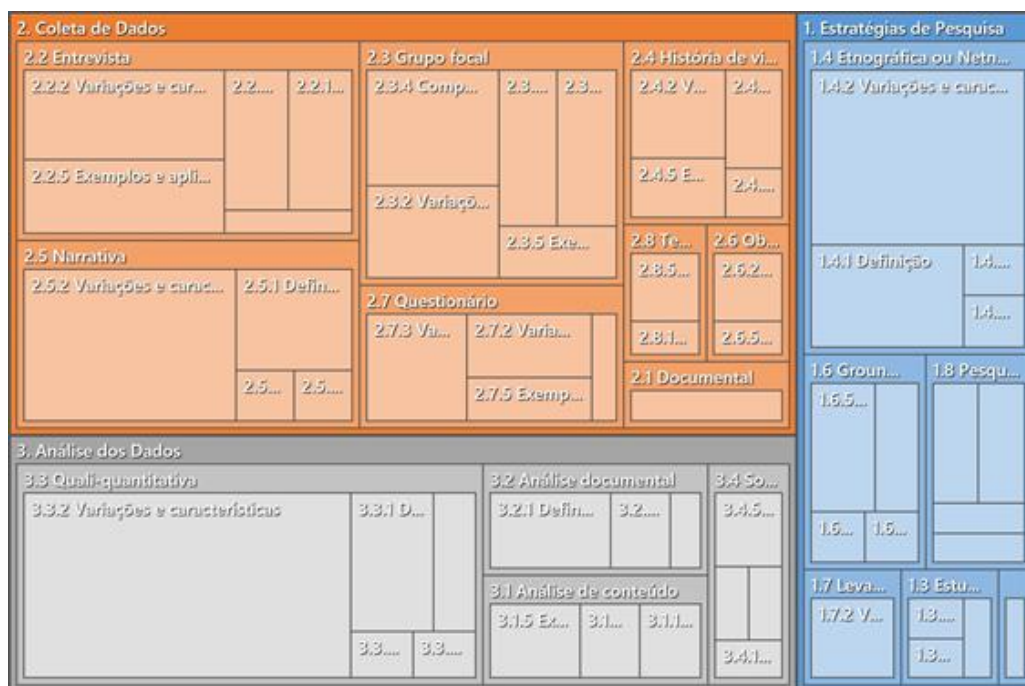 2. Coleta de Dados
2.2 Entrevista
2.2.2 Variações e car...
2.2....
2.2.1...
2.2.5 Exemplos e apli...
2.5 Narrativa
2.5.2 Variações e carac...
2.5.1 Defin...
2.5...
2.5....
2.3 Grupo focal
2.3.4 Comp...
2.3....
2.3...
2.3.2 Variaçõ...
2.3.5 Exe...
2.7 Questionário
2.7.3 Va...
2.7.2 Varia...
2.7.5 Exemp...
2.4 História de vi...
2.4.2 V...
2.4...
2.4.5 E...
2.4....
2.8 Te...
2.8.5...
2.8.1...
2.6 Ob...
2.6.2...
2.6.5...
2.1 Documental
3. Análise dos Dados
3.3 Quali-quantitativa
3.3.2 Variações e características
3.3.1 D...
3.3....
3.3....
3.2 Análise documental
3.2.1 Defin...
3.2....
3.1 Análise de conteúdo
3.1.5 Ex...
3.1...
3.1.1...
3.4 So...
3.4.5...
3.4.1...
1. Estratégias de Pesquisa
1.4 Etnográfica ou Netn...
1.4.2 Variações e carac...
1.4.1 Definição
1.4....
1.4....
1.6 Groun...
1.6.5...
1.6...
1.6...
1.8 Pesqu...
1.7 Leva...
1.7.2 V...
1.3 Estu...
1.3....
1.3...